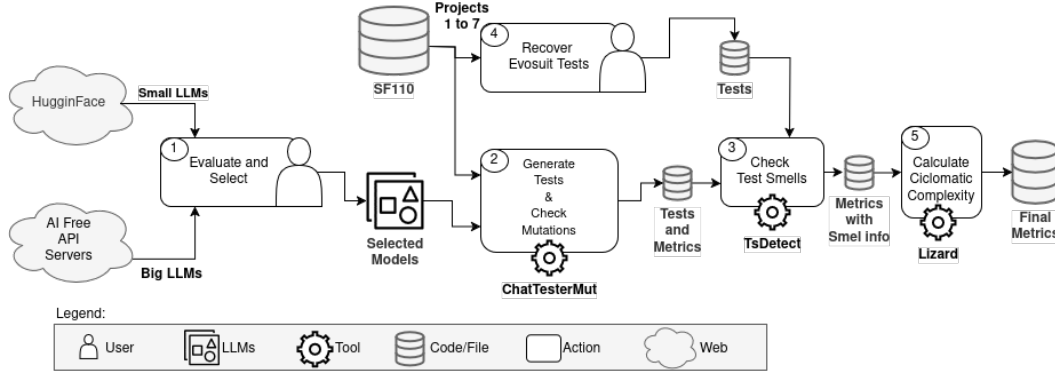 Projects
1 to 7
SF110
4
Recover
Evosuit Tests
Tests
HugginFace
Small LLMs
1
Evaluate and
Select
AI Free
API
Servers
Big LLMs
Selected
Models
2
Generate
Tests
&
Check
Mutations
ChatTesterMut
Tests
and
Metrics
3
Check
Test Smells
TsDetect
Metrics
with
Smel info
5
Calculate
Ciclomatic
Complexity
Lizard
Final
Metrics
Legend:
User
LLMs
Tool
Code/File
Action
Web